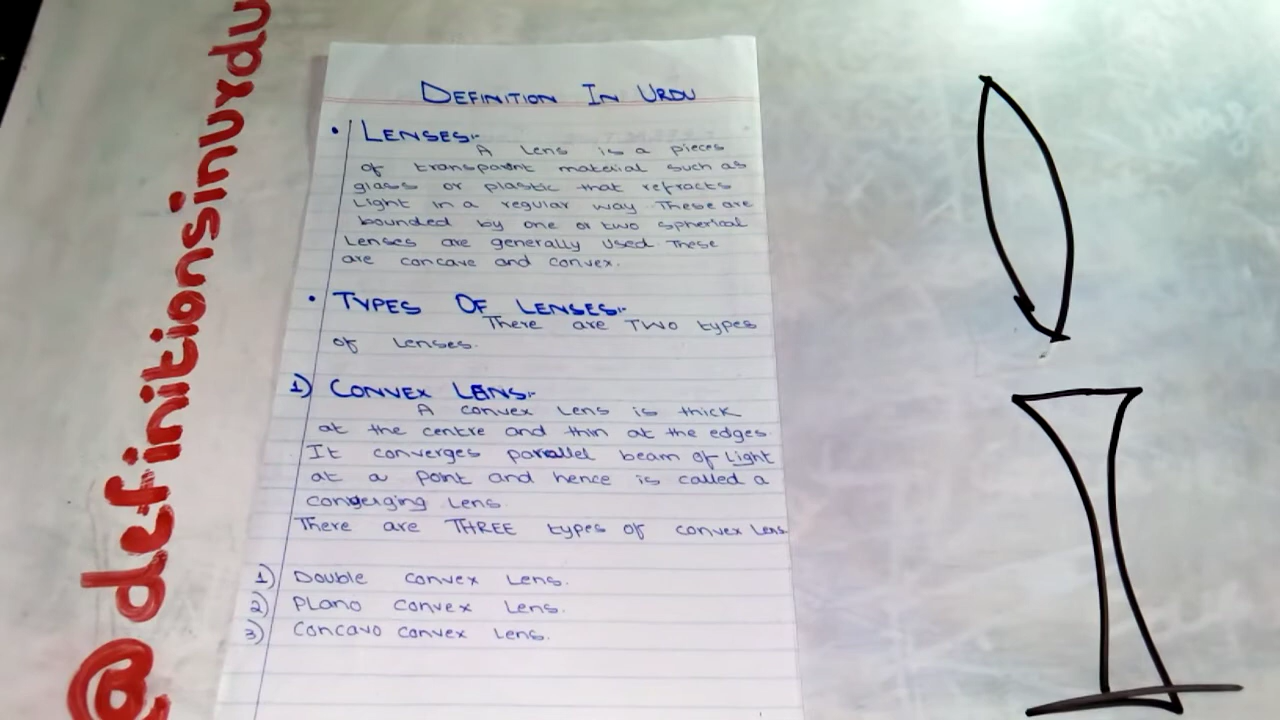 @definitionsinurdu
DEFINITION IN URDU
• LENSES:-
A Lens is a pieces
of transparent material such as
glass or plastic that refracts
Light in a regular way These are
bounded by one or two spherical
Lenses are generally used These
are concave and convex.
• TYPES OF LENSES:-
There are TWO types
of Lenses.
1) CONVEX LENS:-
A convex Lens is thick
at the centre and thin at the edges.
It converges parallel beam of Light
at a point and hence is called a
converging Lens
There are THREE types of convex Lens
1) Double convex Lens.
2) Plano convex Lens.
3) Concavo convex Lens.